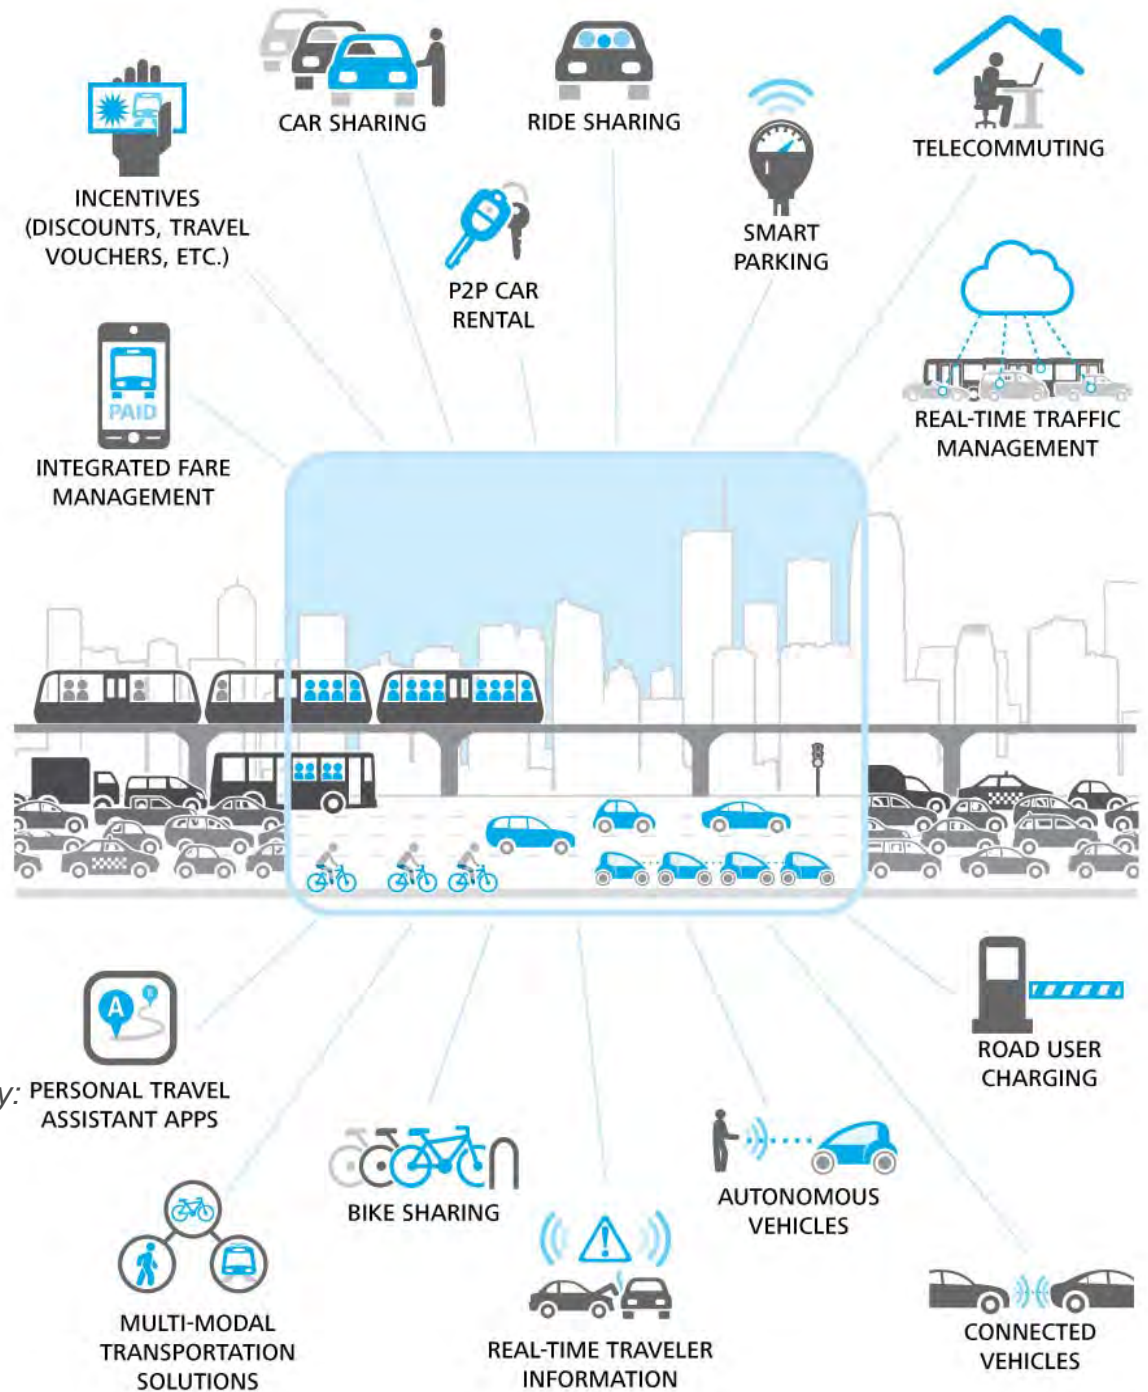 CAR SHARING
RIDE SHARING
TELECOMMUTING
INCENTIVES
(DISCOUNTS, TRAVEL
VOUCHERS, ETC.)
P2P CAR
RENTAL
SMART
PARKING
PAID
INTEGRATED FARE
MANAGEMENT
REAL-TIME TRAFFIC
MANAGEMENT
A
B
y:
PERSONAL TRAVEL
ASSISTANT APPS
ROAD USER
CHARGING
BIKE SHARING
AUTONOMOUS
VEHICLES
MULTI-MODAL
TRANSPORTATION
SOLUTIONS
REAL-TIME TRAVELER
INFORMATION
CONNECTED
VEHICLES